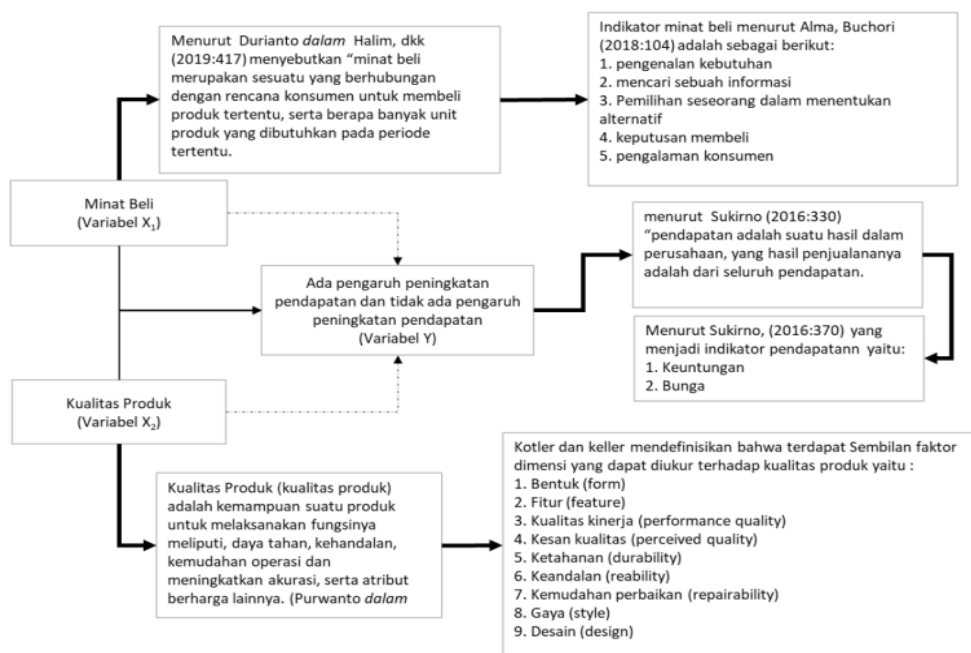 Menurut Durianto dalam Halim, dkk
(2019:417) menyebutkan “minat beli
merupakan sesuatu yang berhubungan
dengan rencana konsumen untuk membeli
produk tertentu, serta berapa banyak unit
produk yang dibutuhkan pada periode
tertentu.
Indikator minat beli menurut Alma, Buchori
(2018:104) adalah sebagai berikut:
1. pengenalan kebutuhan
2. mencari sebuah informasi
3. Pemilihan seseorang dalam menentukan
alternatif
4. keputusan membeli
5. pengalaman konsumen
Minat Beli
(Variabel X₁)
menurut Sukirno (2016:330)
“pendapatan adalah suatu hasil dalam
perusahaan, yang hasil penjualananya
adalah dari seluruh pendapatan.
Ada pengaruh peningkatan
pendapatan dan tidak ada pengaruh
peningkatan pendapatan
(Variabel Y)
Menurut Sukirno, (2016:370) yang
menjadi indikator pendapatann yaitu:
1. Keuntungan
2. Bunga
Kualitas Produk
(Variabel X₂)
Kualitas Produk (kualitas produk)
adalah kemampuan suatu produk
untuk melaksanakan fungsinya
meliputi, daya tahan, kehandalan,
kemudahan operasi dan
meningkatkan akurasi, serta atribut
berharga lainnya. (Purwanto dalam
Kotler dan keller mendefinisikan bahwa terdapat Sembilan faktor
dimensi yang dapat diukur terhadap kualitas produk yaitu :
1. Bentuk (form)
2. Fitur (feature)
3. Kualitas kinerja (performance quality)
4. Kesan kualitas (perceived quality)
5. Ketahanan (durability)
6. Keandalan (reability)
7. Kemudahan perbaikan (repairability)
8. Gaya (style)
9. Desain (design)